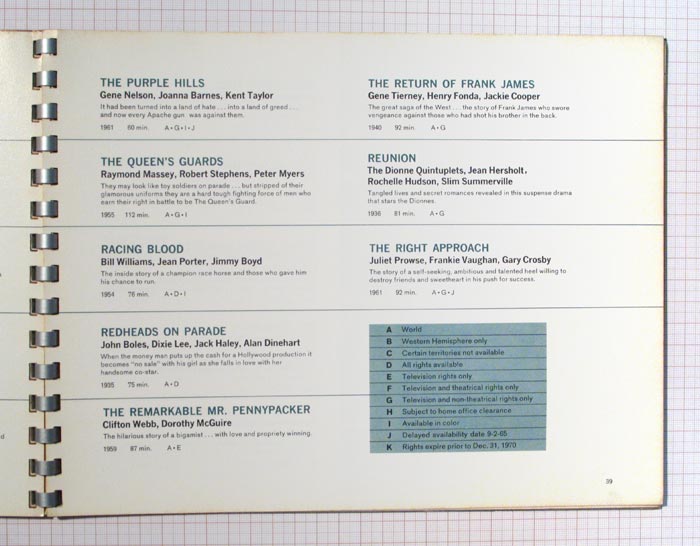 THE PURPLE HILLS
Gene Nelson, Joanna Barnes, Kent Taylor
It had been turned into a land of hate . . . into a land of greed . . .
and now every Apache gun was against them.
1961 60 min. A•G•I•J
THE QUEEN'S GUARDS
Raymond Massey, Robert Stephens, Peter Myers
They may look like toy soldiers on parade . . . but stripped of their
glamorous uniforms they are a hard tough fighting force of men who
earn their right in battle to be The Queen's Guard.
1955 112 min. A•G•I
RACING BLOOD
Bill Williams, Jean Porter, Jimmy Boyd
The inside story of a champion race horse and those who gave him
his chance to run.
1954 76 min. A•D•I
REDHEADS ON PARADE
John Boles, Dixie Lee, Jack Haley, Alan Dinehart
When the money man puts up the cash for a Hollywood production it
becomes "no sale" with his girl as she falls in love with her
handsome co-star.
1935 75 min. A•D
THE REMARKABLE MR. PENNYPACKER
Clifton Webb, Dorothy McGuire
The hilarious story of a bigamist . . . with love and propriety winning.
1959 87 min. A•E
THE RETURN OF FRANK JAMES
Gene Tierney, Henry Fonda, Jackie Cooper
The great saga of the West . . . the story of Frank James who swore
vengeance against those who had shot his brother in the back.
1940 92 min. A•G
REUNION
The Dionne Quintuplets, Jean Hersholt,
Rochelle Hudson, Slim Summerville
Tangled lives and secret romances revealed in this suspense drama
that stars the Dionnes.
1936 81 min. A•G
THE RIGHT APPROACH
Juliet Prowse, Frankie Vaughan, Gary Crosby
The story of a self-seeking, ambitious and talented heel willing to
destroy friends and sweetheart in his push for success.
1961 92 min. A•G•J
A World
B Western Hemisphere only
C Certain territories not available
D All rights available
E Television rights only
F Television and theatrical rights only
G Television and non-theatrical rights only
H Subject to home office clearance
I Available in color
J Delayed availability date 9-2-65
K Rights expire prior to Dec. 31, 1970
39
d